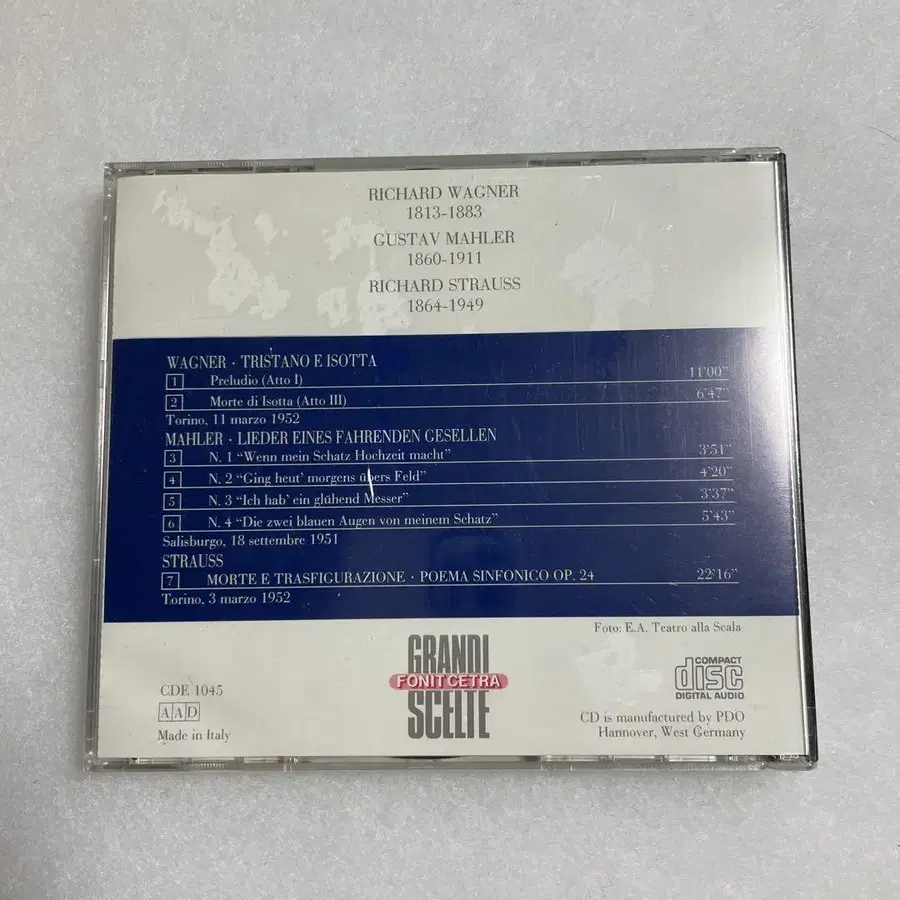 RICHARD WAGNER
1813-1883
GUSTAV MAHLER
1860-1911
RICHARD STRAUSS
1864-1949
WAGNER · TRISTANO E ISOTTA
1 Preludio (Atto I) 11'00"
2 Morte di Isotta (Atto III) 6'47"
Torino, 11 marzo 1952
MAHLER · LIEDER EINES FAHRENDEN GESELLEN
3 N. 1 “Wenn mein Schatz Hochzeit macht” 3'51"
4 N. 2 “Ging heut' morgens übers Feld” 4'20"
5 N. 3 “Ich hab' ein glühend Messer” 3'37"
6 N. 4 “Die zwei blauen Augen von meinem Schatz” 5'43"
Salisburgo, 18 settembre 1951
STRAUSS
7 MORTE E TRASFIGURAZIONE · POEMA SINFONICO OP. 24 22'16"
Torino, 3 marzo 1952
Foto: E.A. Teatro alla Scala
GRANDI
FONIT CETRA
SCELTE
CDE 1045
AAD
Made in Italy
COMPACT
disc
DIGITAL AUDIO
CD is manufactured by PDO
Hannover, West Germany